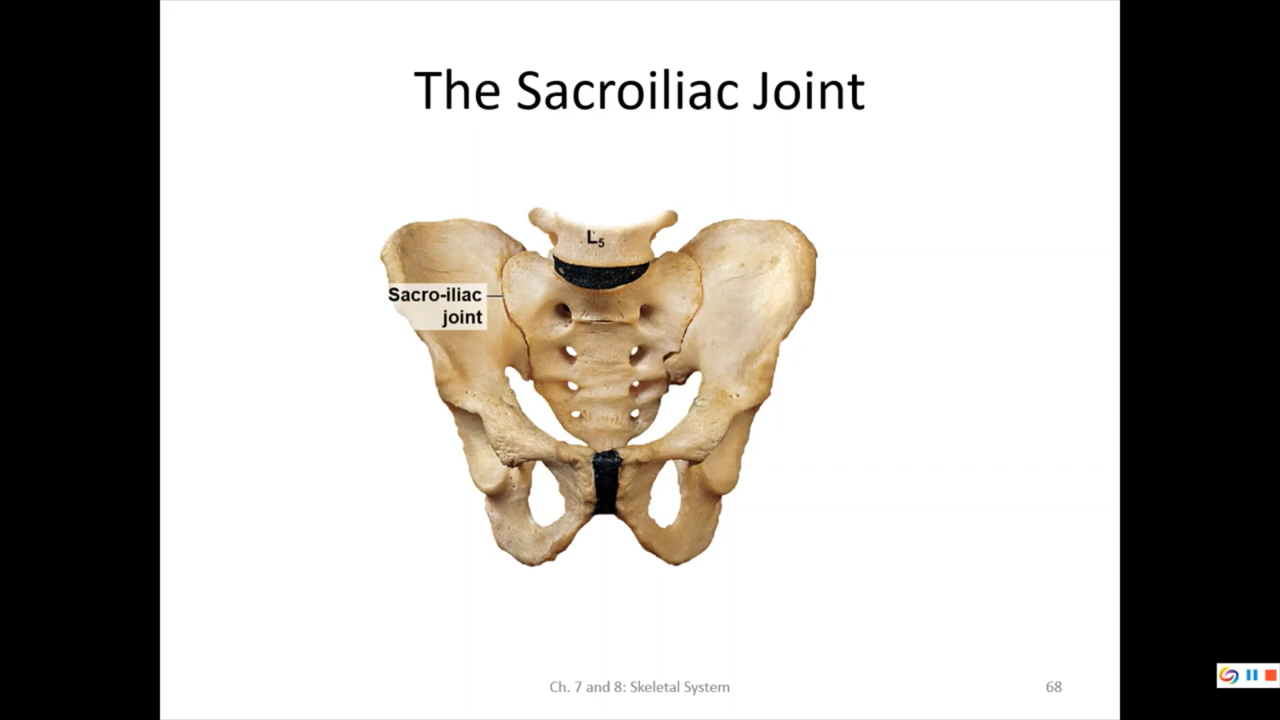 The Sacroiliac Joint
L5
Sacro-iliac
joint
Ch. 7 and 8: Skeletal System
68